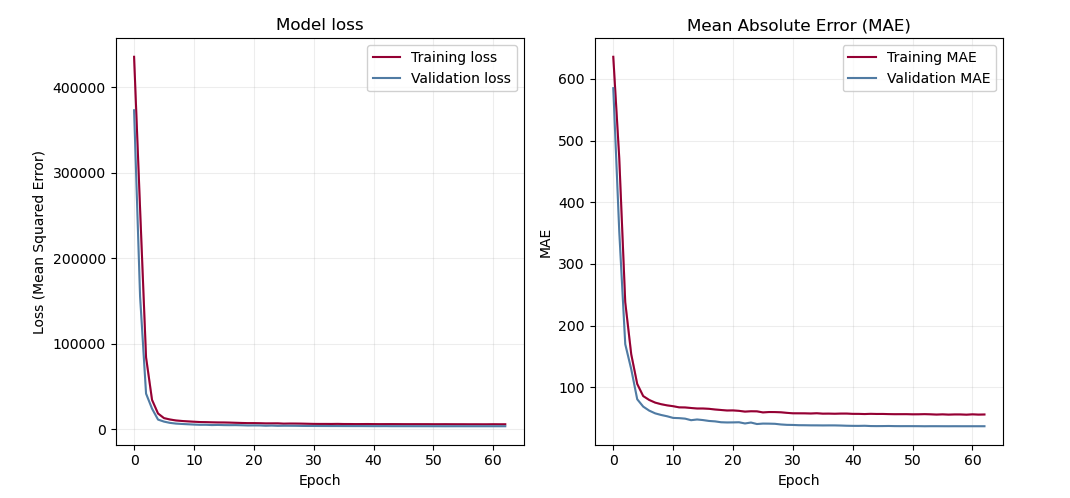 Model loss
Loss (Mean Squared Error)
400000
300000
200000
100000
0
Training loss
Validation loss
0 10 20 30 40 50 60
Epoch
Mean Absolute Error (MAE)
MAE
600
500
400
300
200
100
Training MAE
Validation MAE
0 10 20 30 40 50 60
Epoch